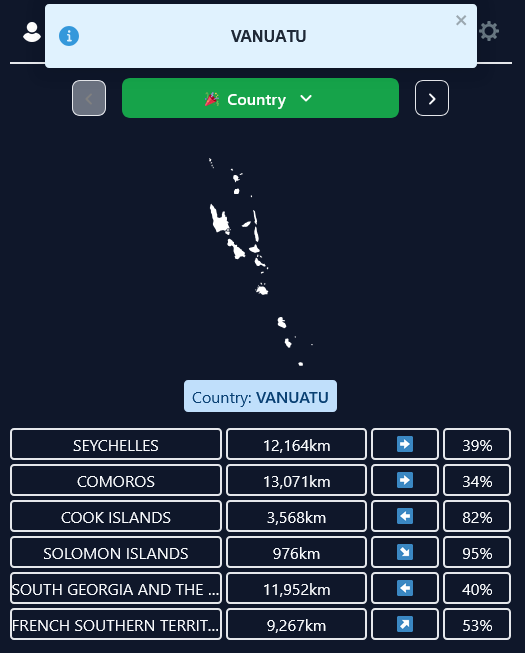 VANUATU
Country
Country: VANUATU
SEYCHELLES 12,164km 39%
COMOROS 13,071km 34%
COOK ISLANDS 3,568km 82%
SOLOMON ISLANDS 976km 95%
SOUTH GEORGIA AND THE ... 11,952km 40%
FRENCH SOUTHERN TERRIT... 9,267km 53%